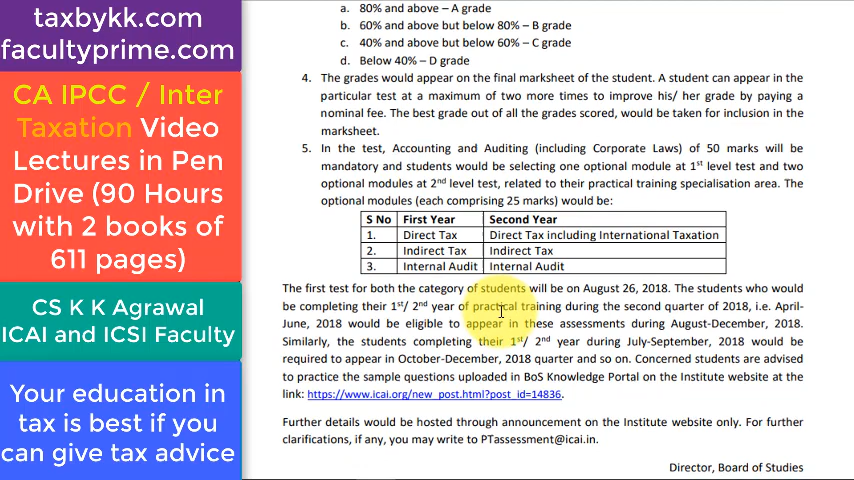 taxbykk.com
facultyprime.com
CA IPCC / Inter
Taxation Video
Lectures in Pen
Drive (90 Hours
with 2 books of
611 pages)
CS K K Agrawal
ICAI and ICSI Faculty
Your education in
tax is best if you
can give tax advice
a. 80% and above – A grade
b. 60% and above but below 80% – B grade
c. 40% and above but below 60% – C grade
d. Below 40% – D grade
4. The grades would appear on the final marksheet of the student. A student can appear in the
particular test at a maximum of two more times to improve his/ her grade by paying a
nominal fee. The best grade out of all the grades scored, would be taken for inclusion in the
marksheet.
5. In the test, Accounting and Auditing (including Corporate Laws) of 50 marks will be
mandatory and students would be selecting one optional module at 1st level test and two
optional modules at 2nd level test, related to their practical training specialisation area. The
optional modules (each comprising 25 marks) would be:
S No First Year Second Year
1. Direct Tax Direct Tax including International Taxation
2. Indirect Tax Indirect Tax
3. Internal Audit Internal Audit
The first test for both the category of students will be on August 26, 2018. The students who would
be completing their 1st/ 2nd year of practical training during the second quarter of 2018, i.e. April-
June, 2018 would be eligible to appear in these assessments during August-December, 2018.
Similarly, the students completing their 1st/ 2nd year during July-September, 2018 would be
required to appear in October-December, 2018 quarter and so on. Concerned students are advised
to practice the sample questions uploaded in BoS Knowledge Portal on the Institute website at the
link: https://www.icai.org/new_post.html?post_id=14836.
Further details would be hosted through announcement on the Institute website only. For further
clarifications, if any, you may write to PTassessment@icai.in.
Director, Board of Studies